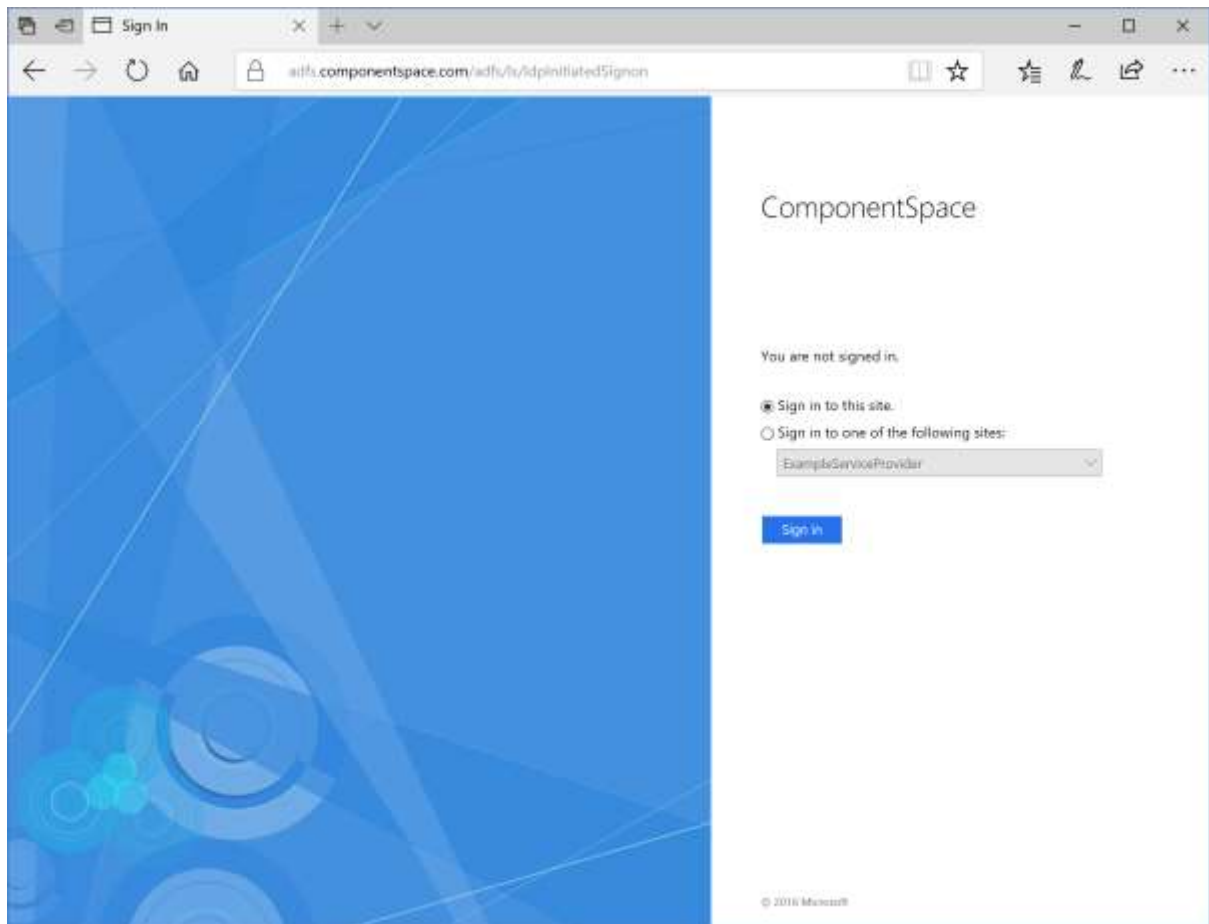 Sign In
adfs.componentspace.com/adfs/ls/IdpInitiatedSignon
ComponentSpace
You are not signed in.
Sign in to this site.
Sign in to one of the following sites:
ExampleServiceProvider
Sign in
© 2016 Microsoft